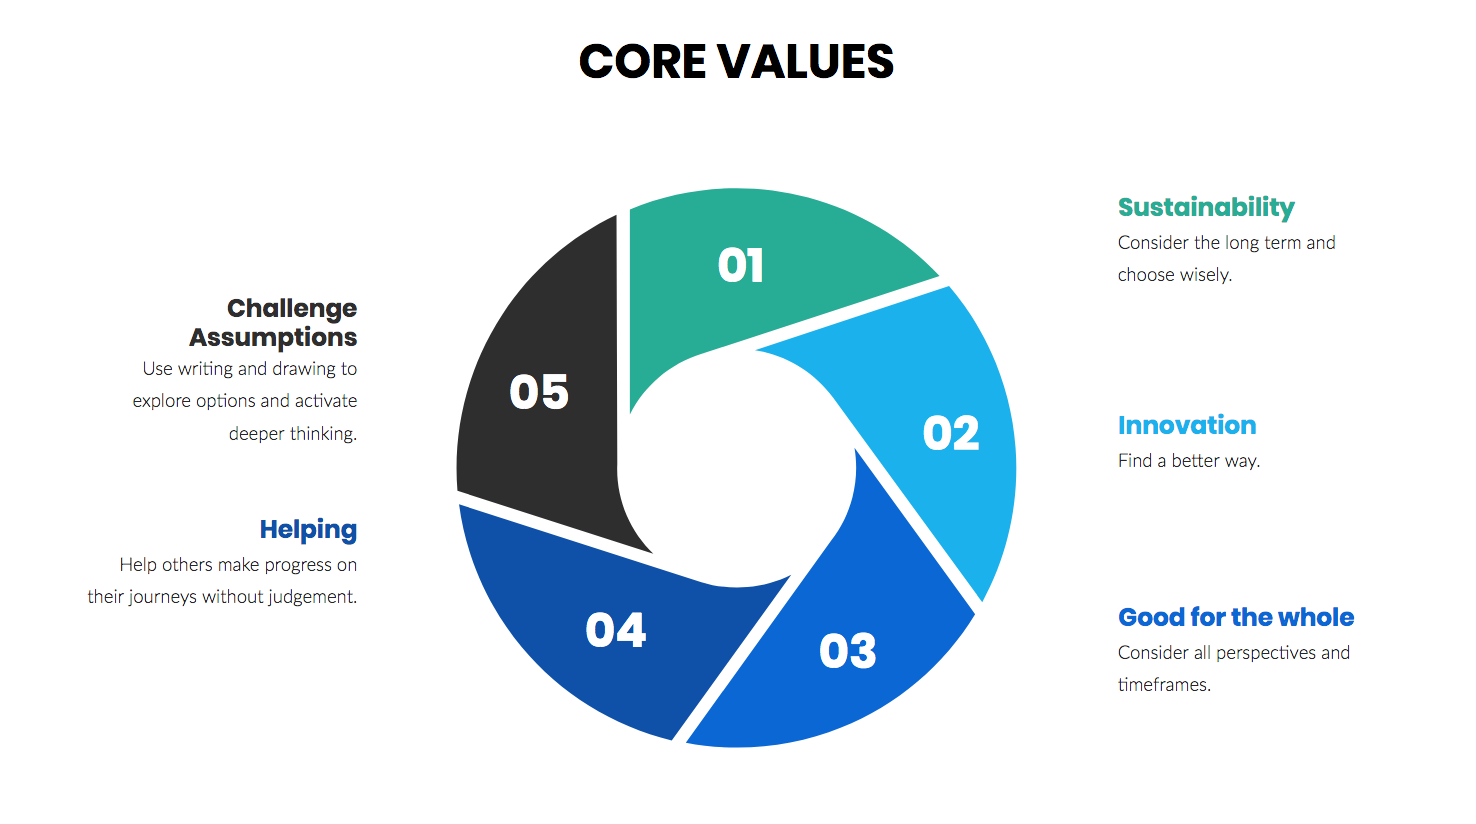 CORE VALUES
01
Sustainability
Consider the long term and
choose wisely.
02
Innovation
Find a better way.
03
Good for the whole
Consider all perspectives and
timeframes.
04
Helping
Help others make progress on
their journeys without judgement.
05
Challenge
Assumptions
Use writing and drawing to
explore options and activate
deeper thinking.